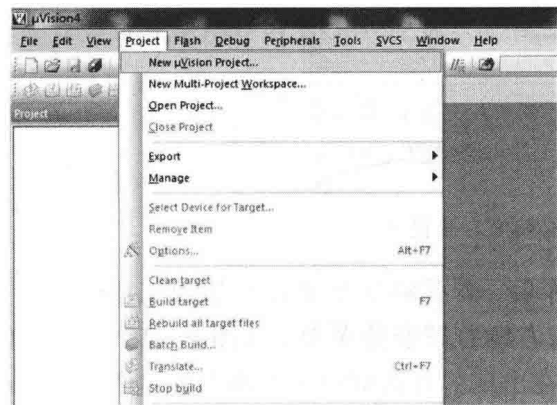 µVision4
File Edit View Project Flash Debug Peripherals Tools SVCS Window Help
New µVision Project...
New Multi-Project Workspace...
Project
Open Project...
Close Project
Export
Manage
Select Device for Target...
Remove Item
Options... Alt+F7
Clean target
Build target F7
Rebuild all target files
Batch Build...
Translate... Ctrl+F7
Stop build